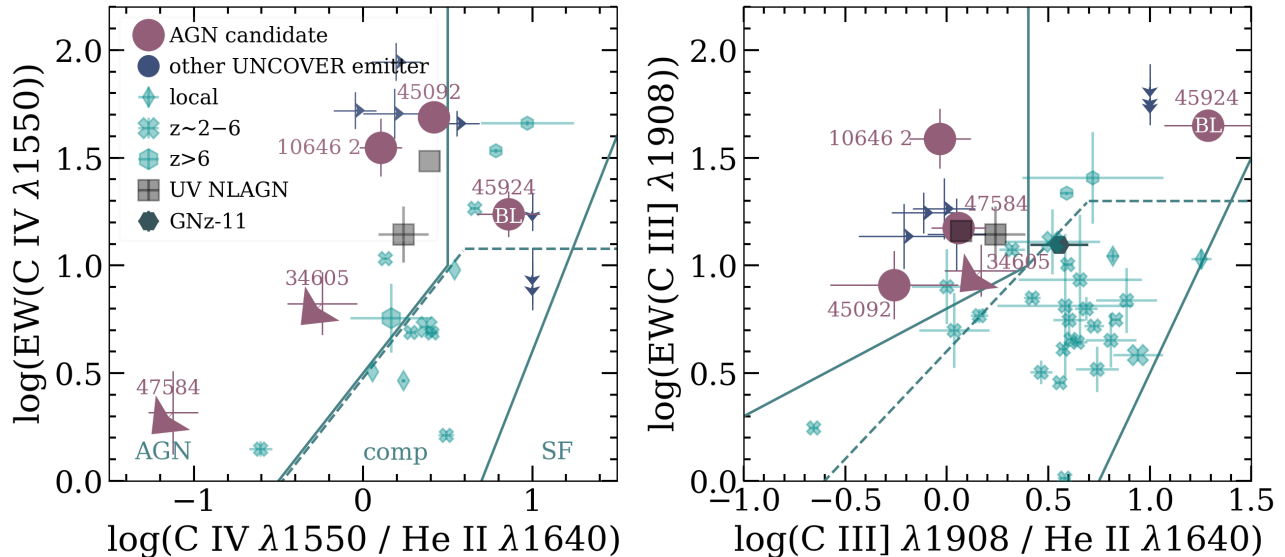 AGN candidate
other UNCOVER emitter
local
z~2−6
z>6
UV NLAGN
GNz-11
45092
10646 2
45924
BL
34605
47584
AGN
comp
SF
2.0
1.5
1.0
0.5
0.0
−1
0
1
log(EW(C IV λ1550))
log(C IV λ1550 / He II λ1640)
45924
BL
10646 2
47584
34605
45092
2.0
1.5
1.0
0.5
0.0
−1.0
−0.5
0.0
0.5
1.0
1.5
log(EW(C III] λ1908))
log(C III] λ1908 / He II λ1640)